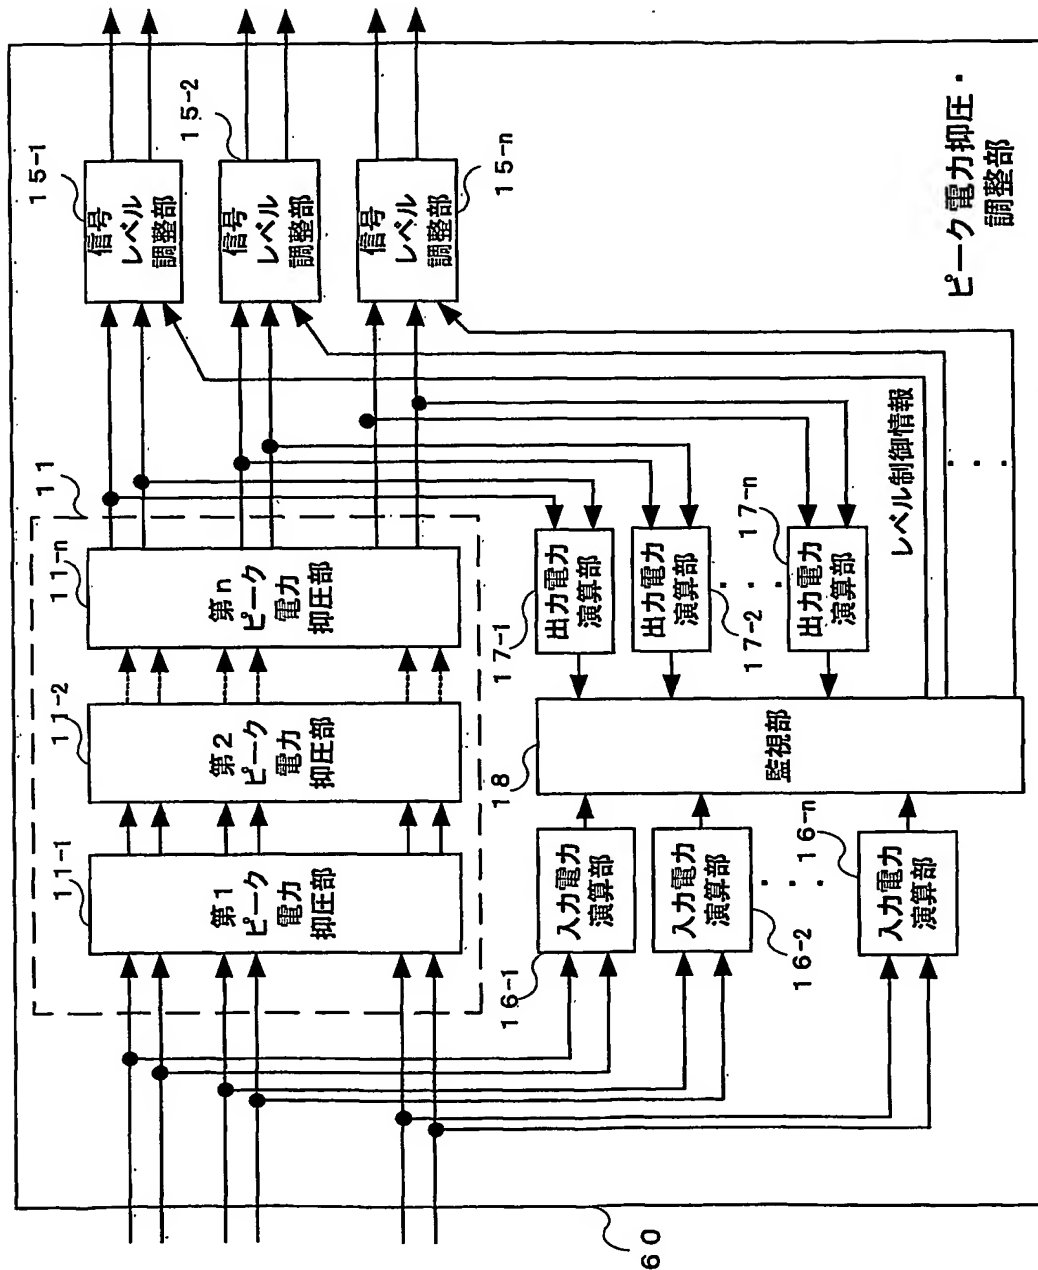 11
11-1
第1
ピーク
電力
抑圧部
11-2
第2
ピーク
電力
抑圧部
11-n
第n
ピーク
電力
抑圧部
15-1
信号
レベル
調整部
15-2
信号
レベル
調整部
15-n
信号
レベル
調整部
16-1
入力電力
演算部
16-2
入力電力
演算部
16-n
入力電力
演算部
18
監視部
17-1
出力電力
演算部
17-2
出力電力
演算部
17-n
出力電力
演算部
レベル制御情報
ピーク電力抑圧・
調整部
60